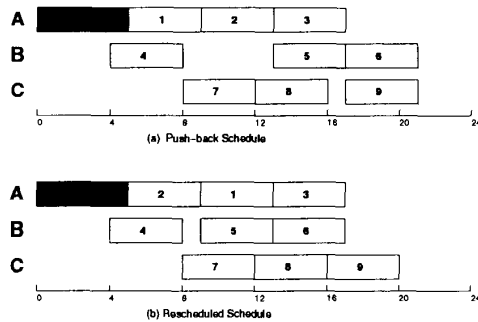 A 1 2 3
B 4 5 6
C 7 8 9
0 4 8 12 16 20 24
(a) Push-back Schedule
A 2 1 3
B 4 5 6
C 7 8 9
0 4 8 12 16 20 24
(b) Rescheduled Schedule